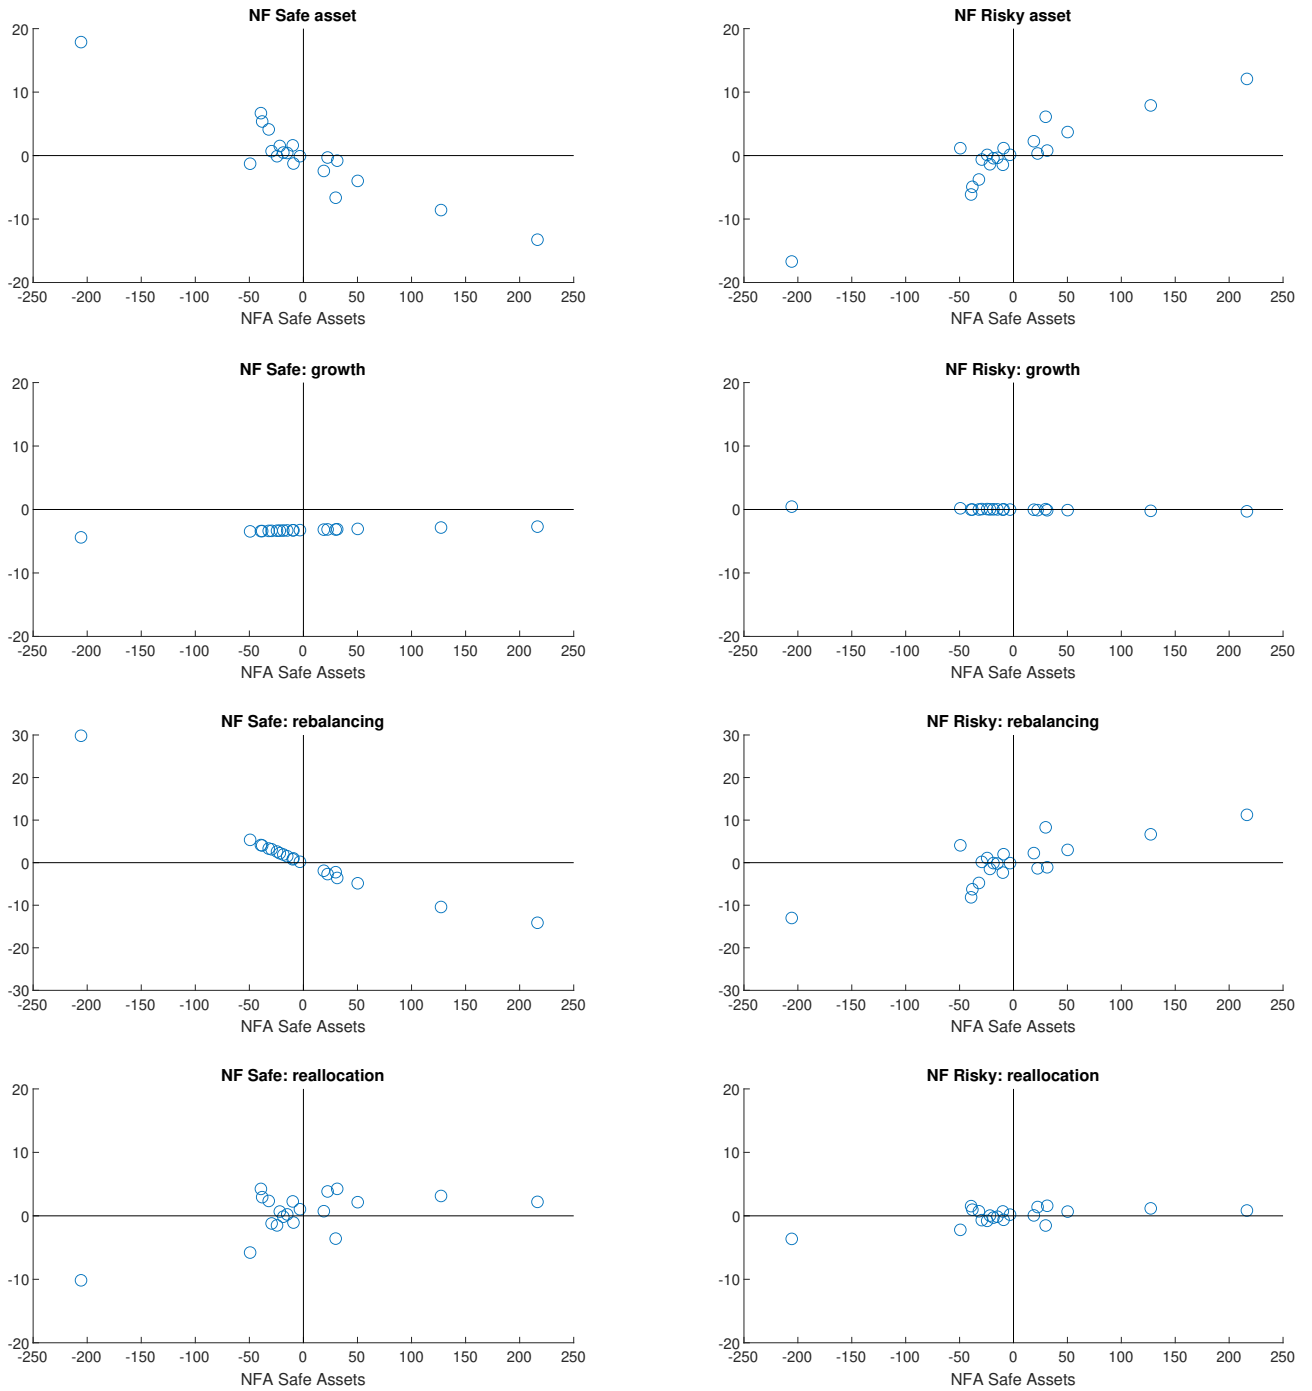 NF Safe asset
20
10
0
-10
-20
-250 -200 -150 -100 -50 0 50 100 150 200 250
NFA Safe Assets
NF Risky asset
20
10
0
-10
-20
-250 -200 -150 -100 -50 0 50 100 150 200 250
NFA Safe Assets
NF Safe: growth
20
10
0
-10
-20
-250 -200 -150 -100 -50 0 50 100 150 200 250
NFA Safe Assets
NF Risky: growth
20
10
0
-10
-20
-250 -200 -150 -100 -50 0 50 100 150 200 250
NFA Safe Assets
NF Safe: rebalancing
30
20
10
0
-10
-20
-30
-250 -200 -150 -100 -50 0 50 100 150 200 250
NFA Safe Assets
NF Risky: rebalancing
30
20
10
0
-10
-20
-30
-250 -200 -150 -100 -50 0 50 100 150 200 250
NFA Safe Assets
NF Safe: reallocation
20
10
0
-10
-20
-250 -200 -150 -100 -50 0 50 100 150 200 250
NFA Safe Assets
NF Risky: reallocation
20
10
0
-10
-20
-250 -200 -150 -100 -50 0 50 100 150 200 250
NFA Safe Assets